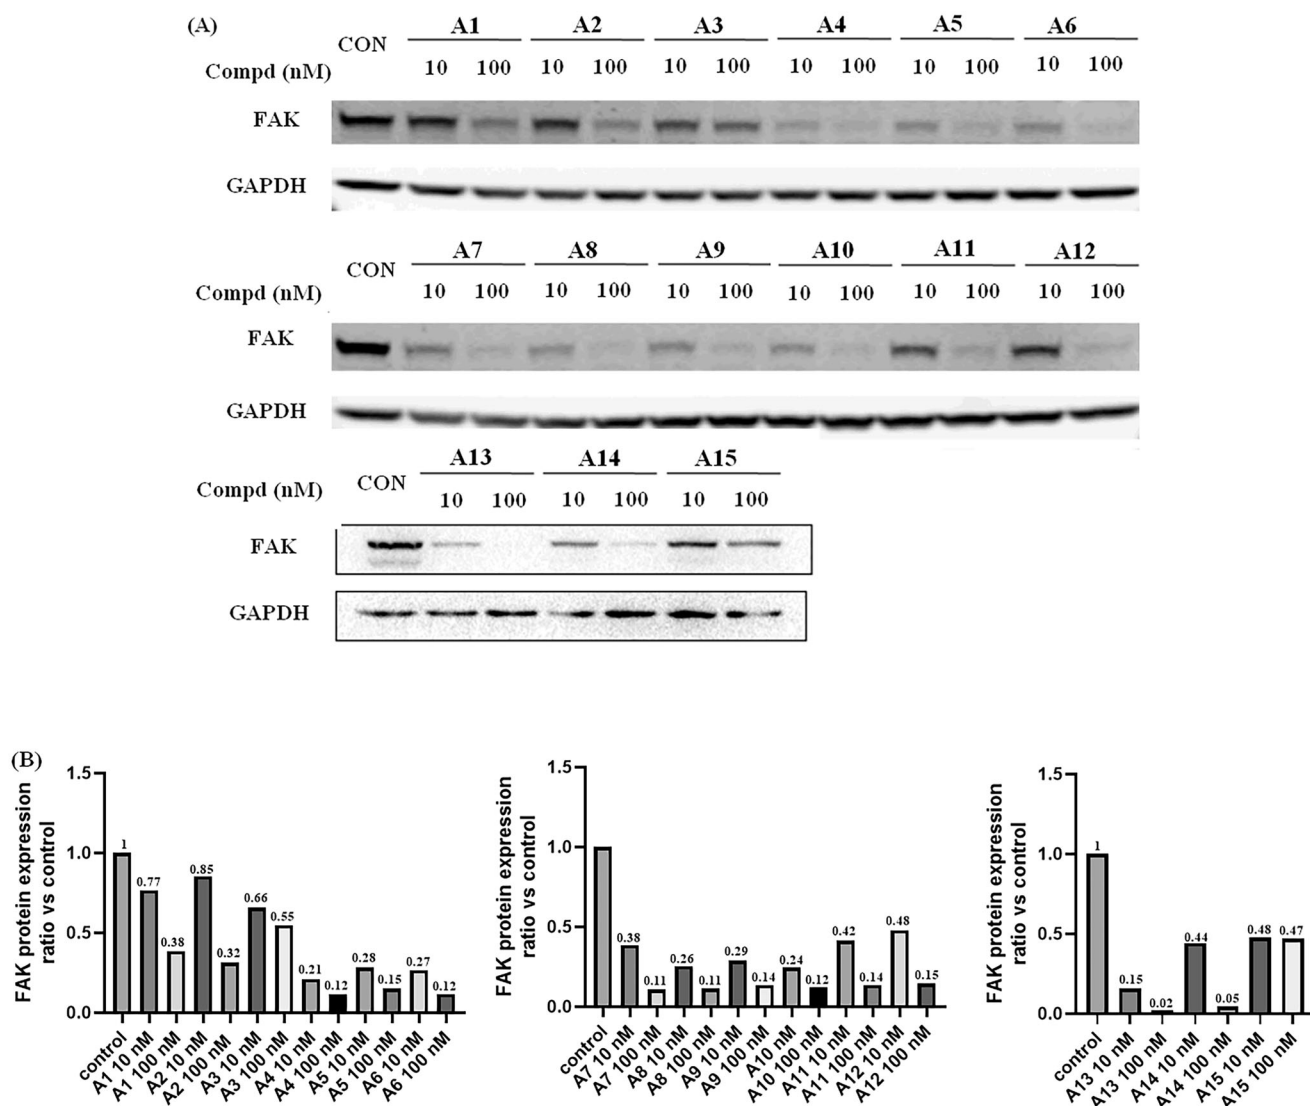 (A)
CON A1 A2 A3 A4 A5 A6
Compd (nM) 10 100 10 100 10 100 10 100 10 100 10 100
FAK
GAPDH
CON A7 A8 A9 A10 A11 A12
Compd (nM) 10 100 10 100 10 100 10 100 10 100 10 100
FAK
GAPDH
CON A13 A14 A15
Compd (nM) 10 100 10 100 10 100
FAK
GAPDH
(B)
FAK protein expression
ratio vs control
1.5
1.0
0.5
0.0
1 0.77 0.38 0.85 0.32 0.66 0.55 0.21 0.12 0.28 0.15 0.27 0.12
control
A1 10 nM
A1 100 nM
A2 10 nM
A2 100 nM
A3 10 nM
A3 100 nM
A4 10 nM
A4 100 nM
A5 10 nM
A5 100 nM
A6 10 nM
A6 100 nM
FAK protein expression
ratio vs control
1.5
1.0
0.5
0.0
0.38 0.11 0.26 0.11 0.29 0.14 0.24 0.12 0.42 0.14 0.48 0.15
control
A7 10 nM
A7 100 nM
A8 10 nM
A8 100 nM
A9 10 nM
A9 100 nM
A10 nM
A10 100 nM
A11 10 nM
A11 100 nM
A12 10 nM
A12 100 nM
FAK protein expression
ratio vs control
1.5
1.0
0.5
0.0
1 0.15 0.02 0.44 0.05 0.48 0.47
control
A13 10 nM
A13 100 nM
A14 10 nM
A14 100 nM
A15 10 nM
A15 100 nM